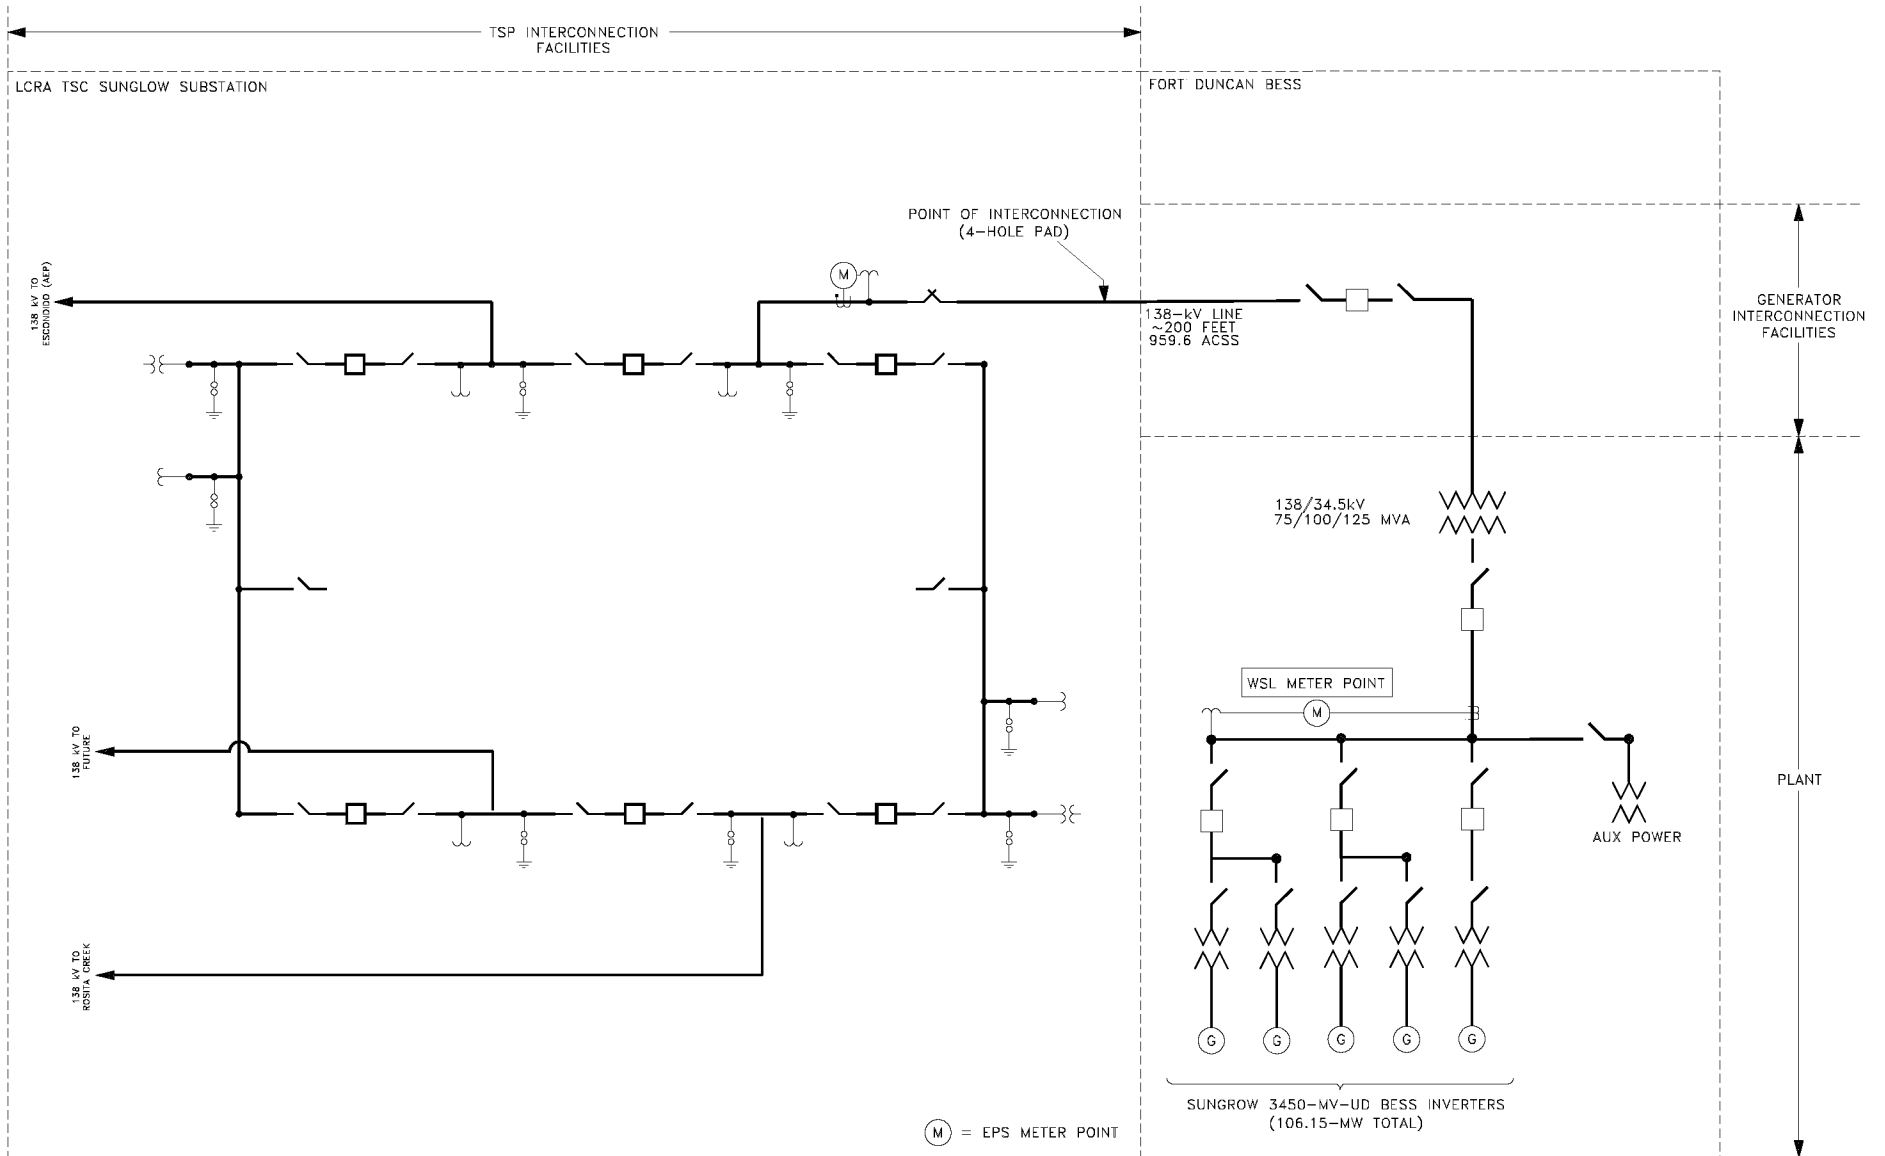 TSP INTERCONNECTION
FACILITIES
LCRA TSC SUNGLOW SUBSTATION
FORT DUNCAN BESS
POINT OF INTERCONNECTION
(4-HOLE PAD)
138 kV TO
ESCONDIDO (AEP)
M
138-kV LINE
~200 FEET
959.6 ACSS
GENERATOR
INTERCONNECTION
FACILITIES
138/34.5kV
75/100/125 MVA
WSL METER POINT
M
138 kV TO
FUTURE
PLANT
AUX POWER
138 kV TO
ROSITA CREEK
G
G
G
G
G
SUNGROW 3450-MV-UD BESS INVERTERS
(106.15-MW TOTAL)
M = EPS METER POINT